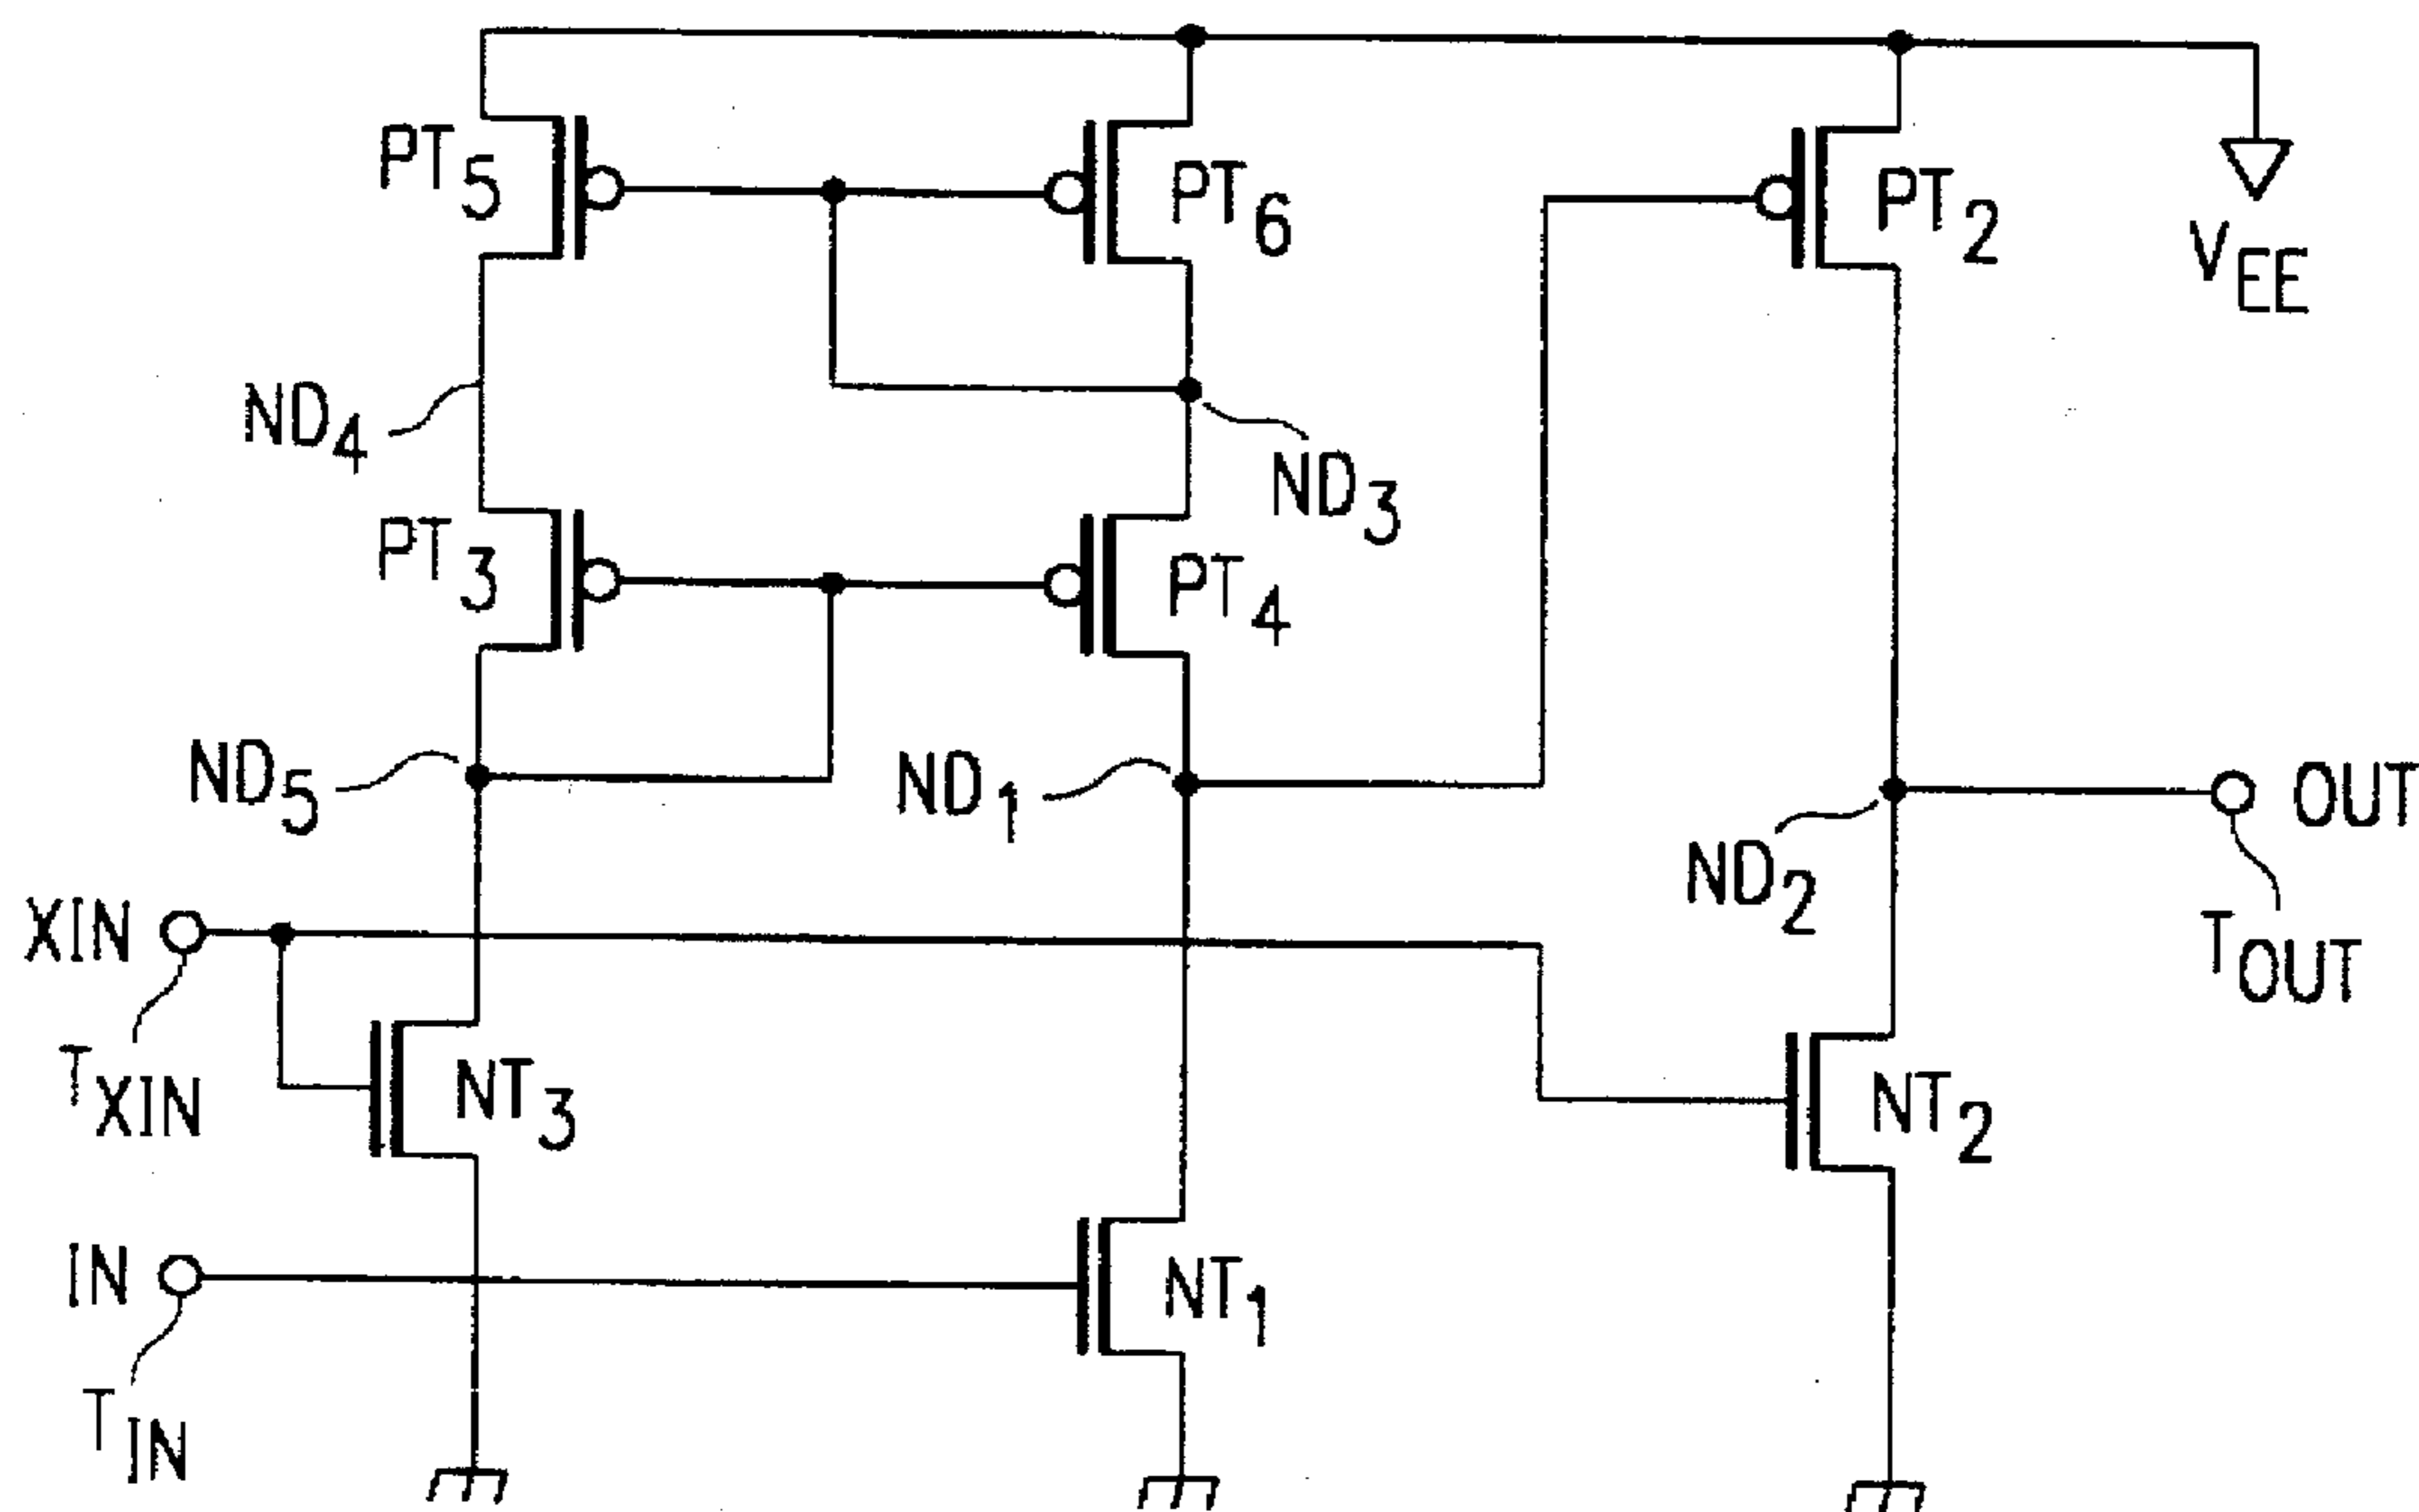 PT5
PT6
PT2
VEE
ND4
ND3
PT3
PT4
ND5
ND1
ND2
OUT
TOUT
XIN
TXIN
NT3
NT2
IN
TIN
NT1